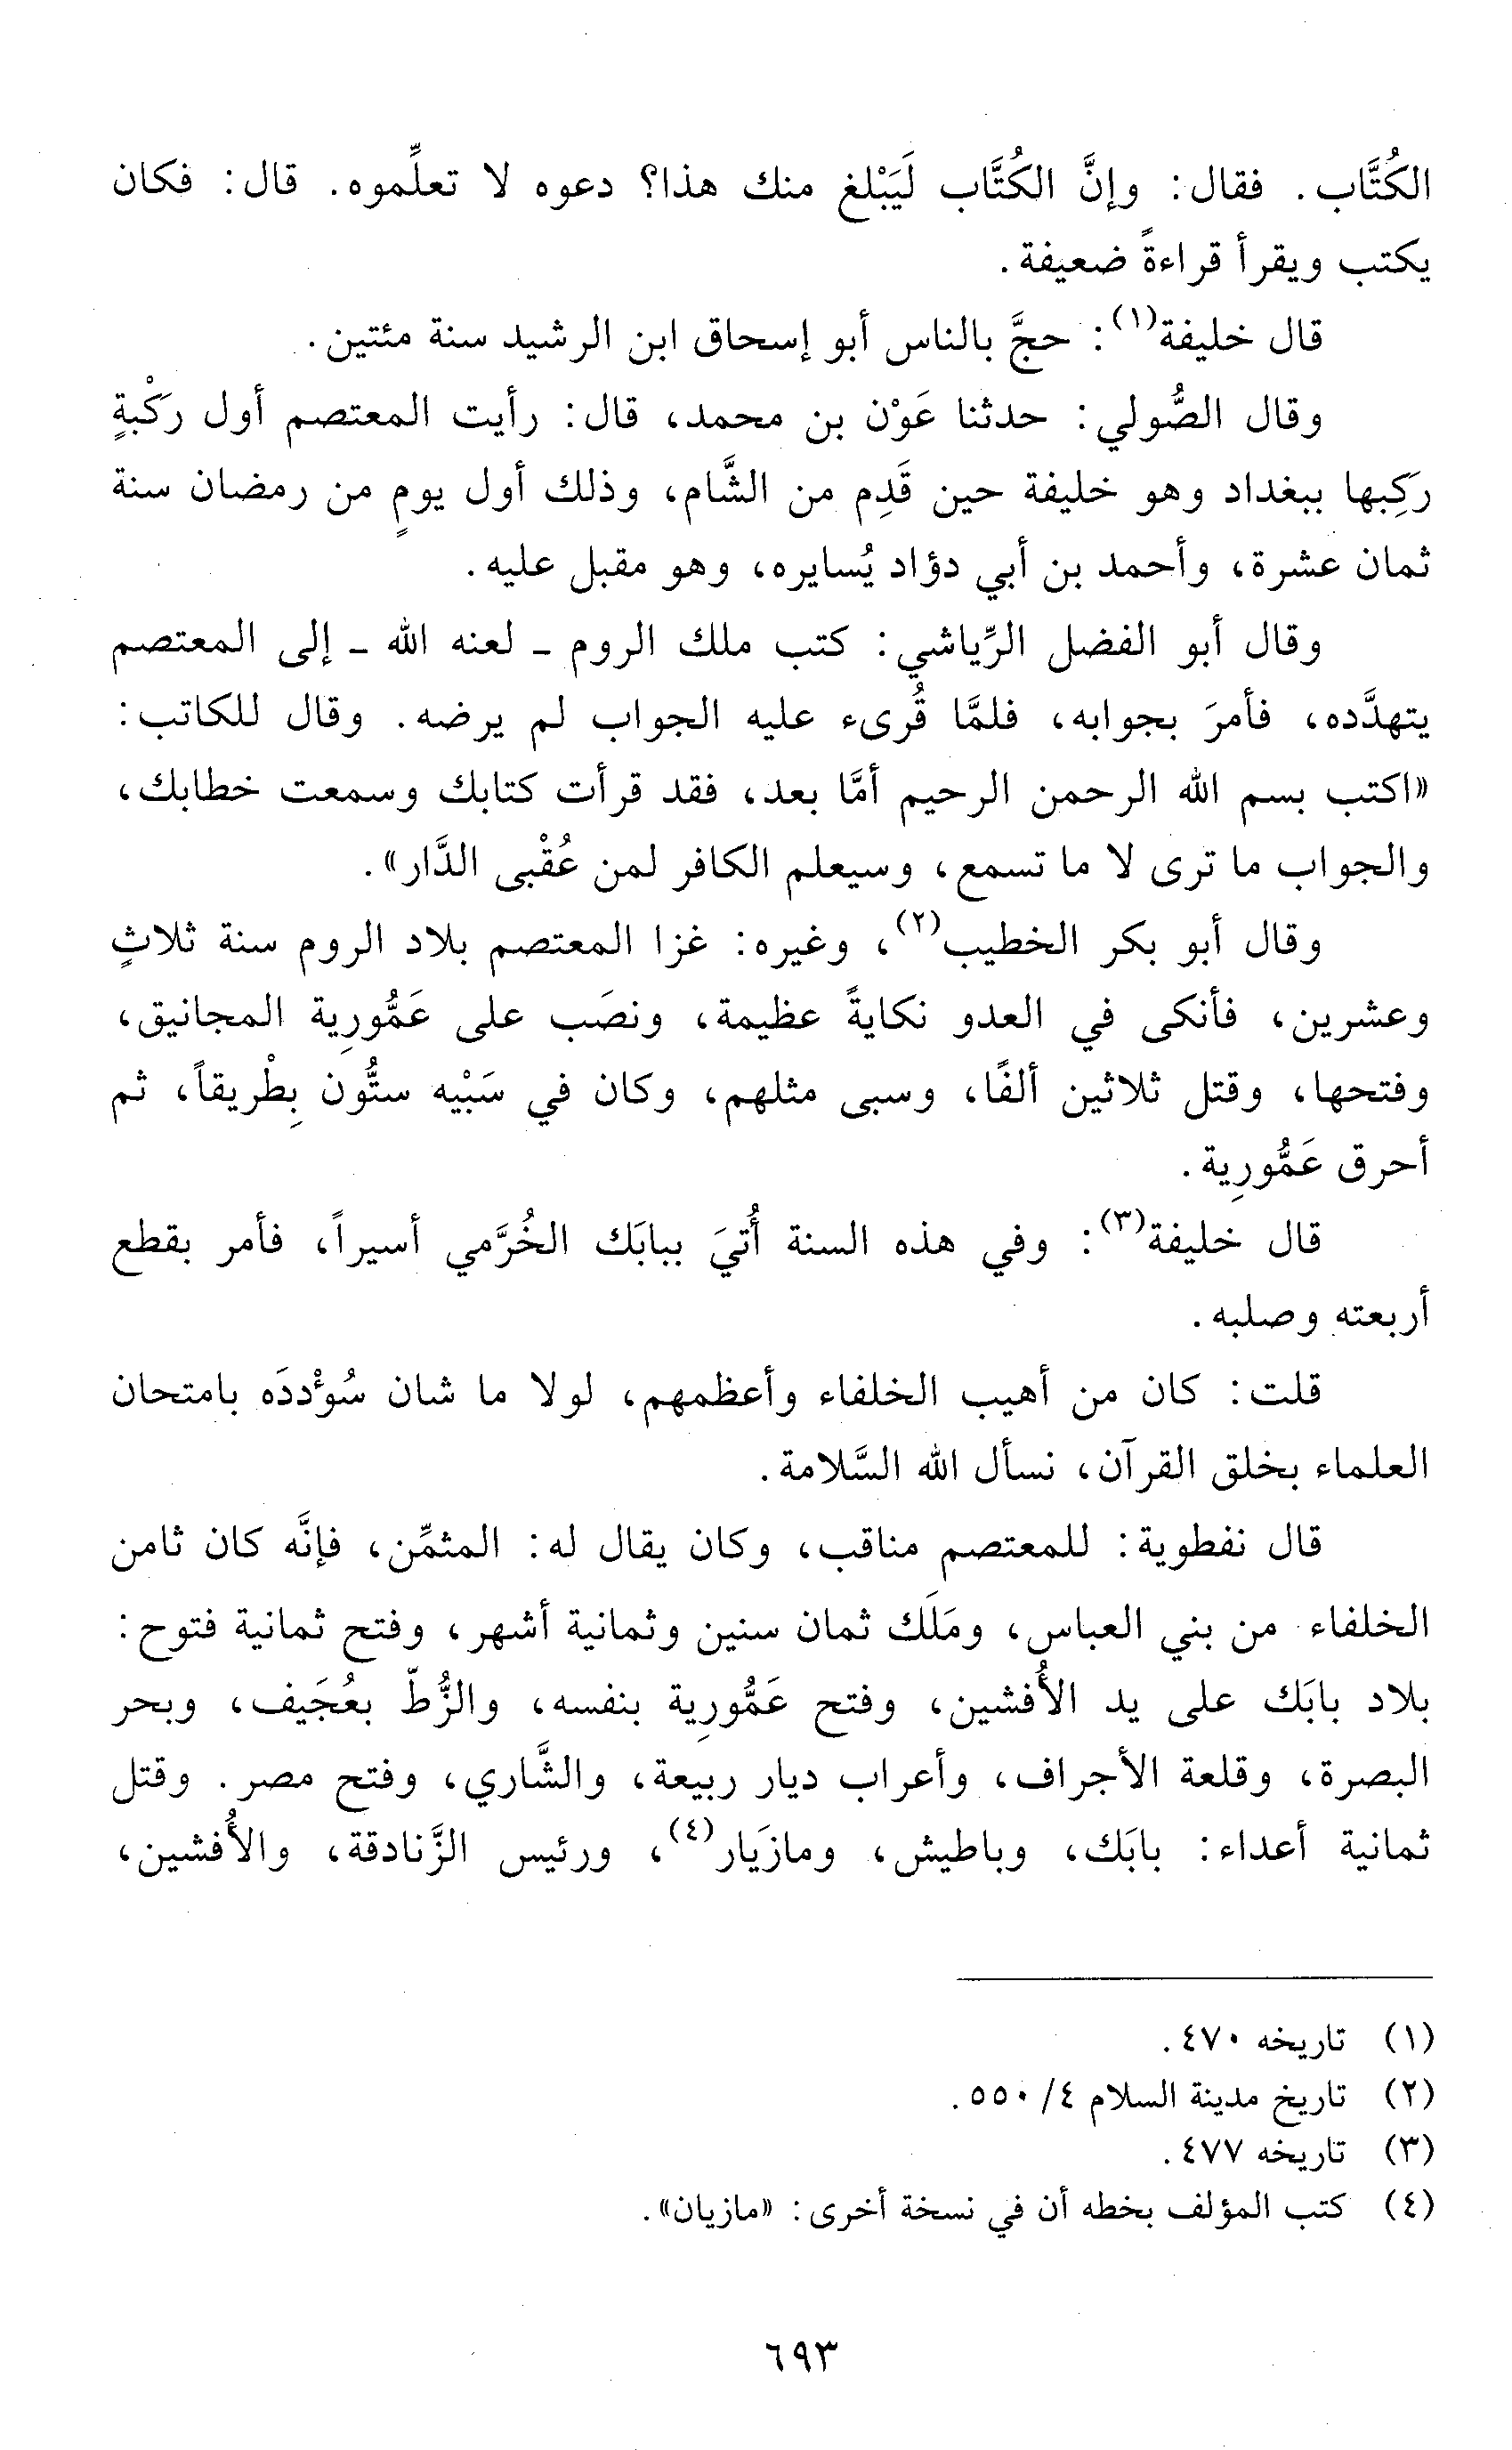 الكُتَّاب. فقال: وإنَّ الكُتَّاب لَيَبْلغ منك هذا؟ دعوه لا تعلِّموه. قال: فكان
يكتب ويقرأ قراءةً ضعيفة.
قال خليفة(١): حجَّ بالناس أبو إسحاق ابن الرشيد سنة مئتين.
وقال الصُّولي: حدثنا عَوْن بن محمد، قال: رأيت المعتصم أول رَكْبةٍ
ركِبها ببغداد وهو خليفة حين قَدِم من الشَّام، وذلك أول يومٍ من رمضان سنة
ثمان عشرة، وأحمد بن أبي دؤاد يُسايره، وهو مقبل عليه.
وقال أبو الفضل الرِّياشي: كتب ملك الروم - لعنه الله - إلى المعتصم
يتهدَّده، فأمرَ بجوابه، فلمَّا قُرىء عليه الجواب لم يرضه. وقال للكاتب:
«اكتب بسم الله الرحمن الرحيم أمَّا بعد، فقد قرأت كتابك وسمعت خطابك،
والجواب ما ترى لا ما تسمع، وسيعلم الكافر لمن عُقْبى الدَّار».
وقال أبو بكر الخطيب(٢)، وغيره: غزا المعتصم بلاد الروم سنة ثلاثٍ
وعشرين، فأنكى في العدو نكايةً عظيمة، ونصَب على عَمُّورِية المجانيق،
وفتحها، وقتل ثلاثين ألفًا، وسبى مثلهم، وكان في سَبْيه ستُّون بِطْريقاً، ثم
أحرق عَمُّورِية.
قال خليفة(٣): وفي هذه السنة أُتيَ ببابَك الخُرَّمي أسيراً، فأمر بقطع
أربعته وصلبه.
قلت: كان من أهيب الخلفاء وأعظمهم، لولا ما شان سُوْددَه بامتحان
العلماء بخلق القرآن، نسأل الله السَّلامة.
قال نفطوية: للمعتصم مناقب، وكان يقال له: المثمِّن، فإنَّه كان ثامن
الخلفاء من بني العباس، ومَلَك ثمان سنين وثمانية أشهر، وفتح ثمانية فتوح:
بلاد بابَك على يد الأُفشين، وفتح عَمُّورِية بنفسه، والزُّطّ بعُجَيف، وبحر
البصرة، وقلعة الأجراف، وأعراب ديار ربيعة، والشَّاري، وفتح مصر. وقتل
ثمانية أعداء: بابَك، وباطيش، ومازَيار(٤)، ورئيس الزَّنادقة، والأُفشين،
(١) تاريخه ٤٧٠.
(٢) تاريخ مدينة السلام ٤/ ٥٥٠.
(٣) تاريخه ٤٧٧.
(٤) كتب المؤلف بخطه أن في نسخة أخرى: «مازيان».
٦٩٣